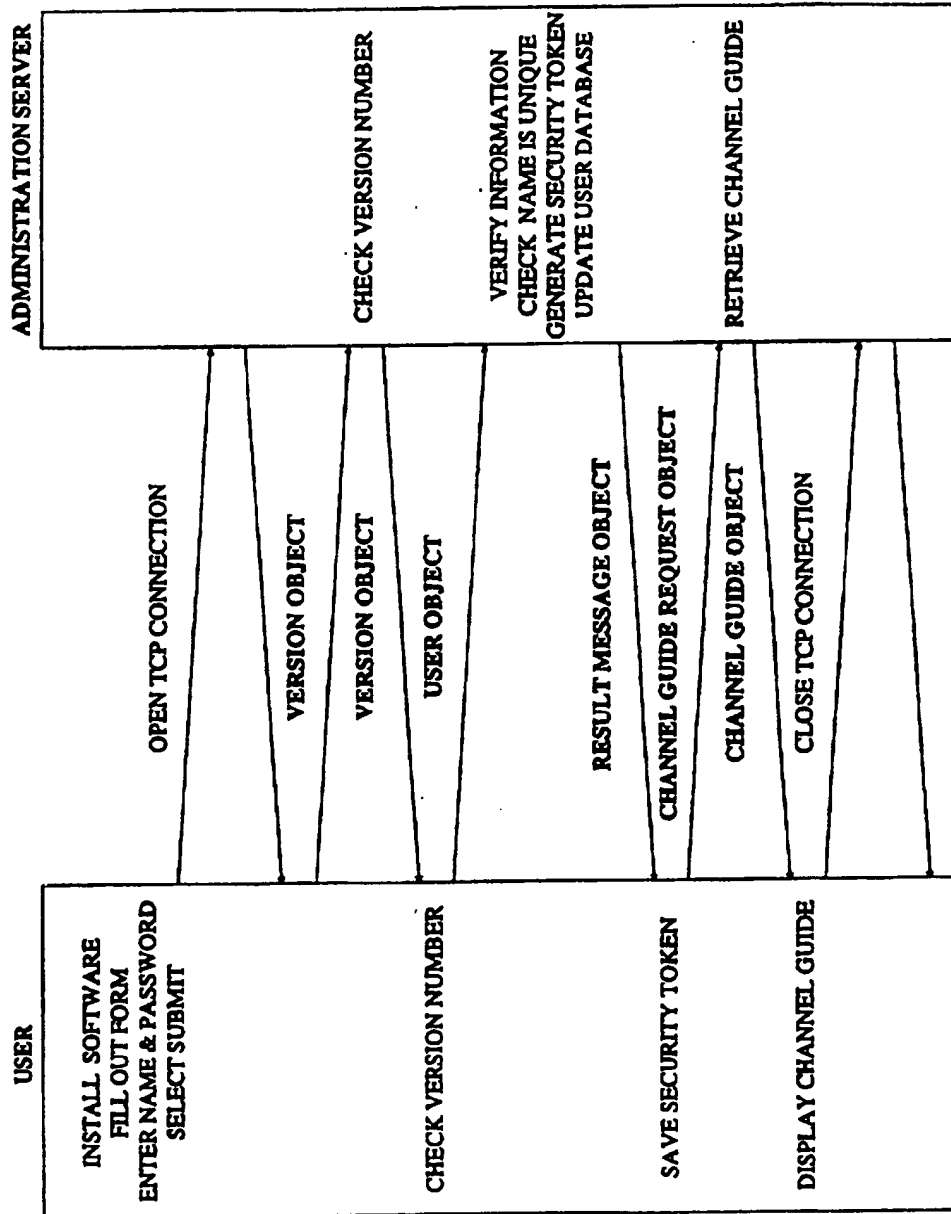 USER
INSTALL SOFTWARE
FILL OUT FORM
ENTER NAME & PASSWORD
SELECT SUBMIT
CHECK VERSION NUMBER
SAVE SECURITY TOKEN
DISPLAY CHANNEL GUIDE
OPEN TCP CONNECTION
VERSION OBJECT
VERSION OBJECT
USER OBJECT
RESULT MESSAGE OBJECT
CHANNEL GUIDE REQUEST OBJECT
CHANNEL GUIDE OBJECT
CLOSE TCP CONNECTION
ADMINISTRATION SERVER
CHECK VERSION NUMBER
VERIFY INFORMATION
CHECK NAME IS UNIQUE
GENERATE SECURITY TOKEN
UPDATE USER DATABASE
RETRIEVE CHANNEL GUIDE